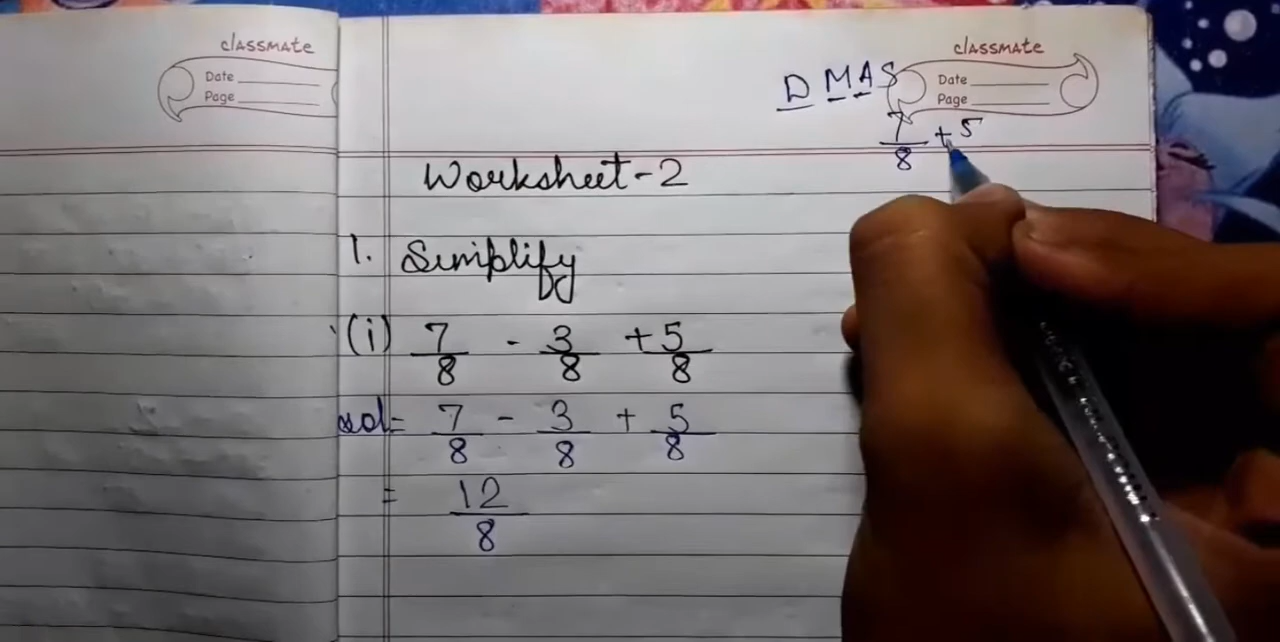 classmate
Date
Page
classmate
Date
Page
DMAS
7/8 + 5
Worksheet-2
1. Simplify
(i) 7/8 - 3/8 + 5/8
sol= 7/8 - 3/8 + 5/8
= 12/8